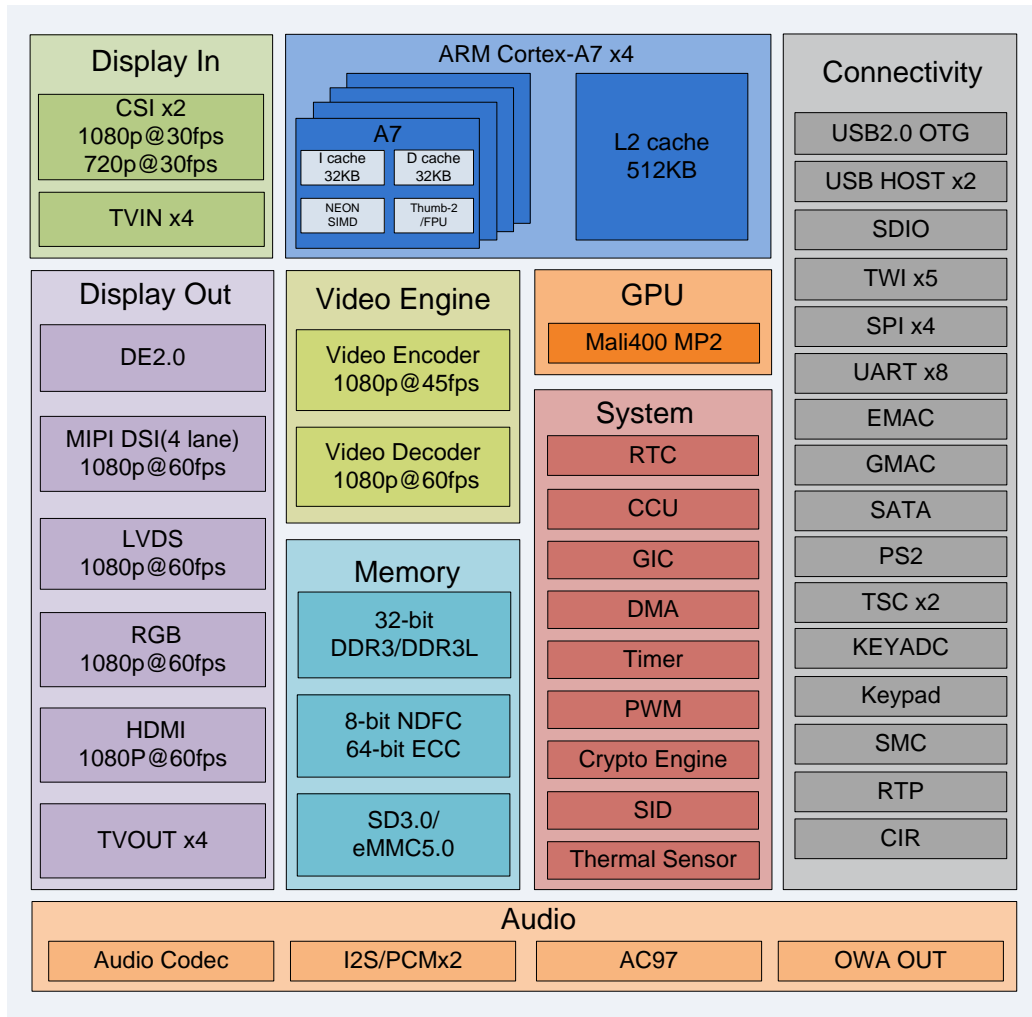 Display In
CSI x2
1080p@30fps
720p@30fps
TVIN x4
ARM Cortex-A7 x4
A7
I cache
32KB
D cache
32KB
NEON
SIMD
Thumb-2
/FPU
L2 cache
512KB
Connectivity
USB2.0 OTG
USB HOST x2
SDIO
TWI x5
SPI x4
UART x8
EMAC
GMAC
SATA
PS2
TSC x2
KEYADC
Keypad
SMC
RTP
CIR
Display Out
DE2.0
MIPI DSI(4 lane)
1080p@60fps
LVDS
1080p@60fps
RGB
1080p@60fps
HDMI
1080P@60fps
TVOUT x4
Video Engine
Video Encoder
1080p@45fps
Video Decoder
1080p@60fps
GPU
Mali400 MP2
Memory
32-bit
DDR3/DDR3L
8-bit NDFC
64-bit ECC
SD3.0/
eMMC5.0
System
RTC
CCU
GIC
DMA
Timer
PWM
Crypto Engine
SID
Thermal Sensor
Audio
Audio Codec
I2S/PCMx2
AC97
OWA OUT